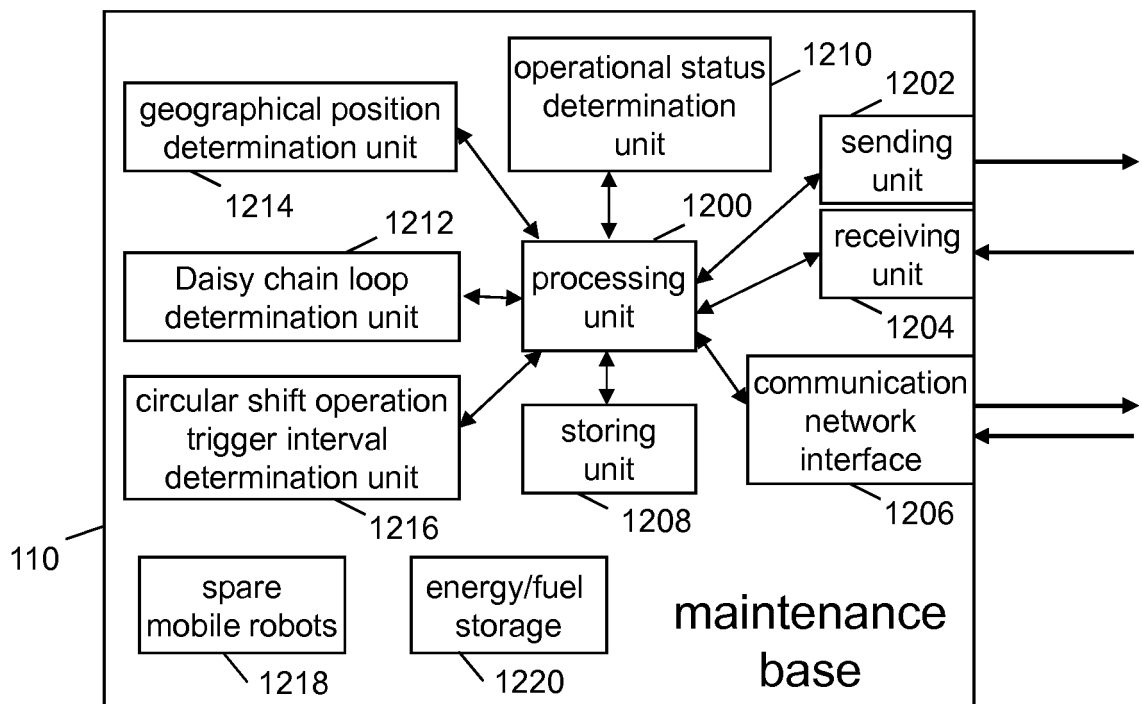 operational status
determination
unit
1210
1202
geographical position
determination unit
1214
sending
unit
1212
1200
receiving
unit
1204
Daisy chain loop
determination unit
processing
unit
circular shift operation
trigger interval
determination unit
1216
storing
unit
1208
communication
network
interface
1206
110
spare
mobile robots
1218
energy/fuel
storage
1220
maintenance
base